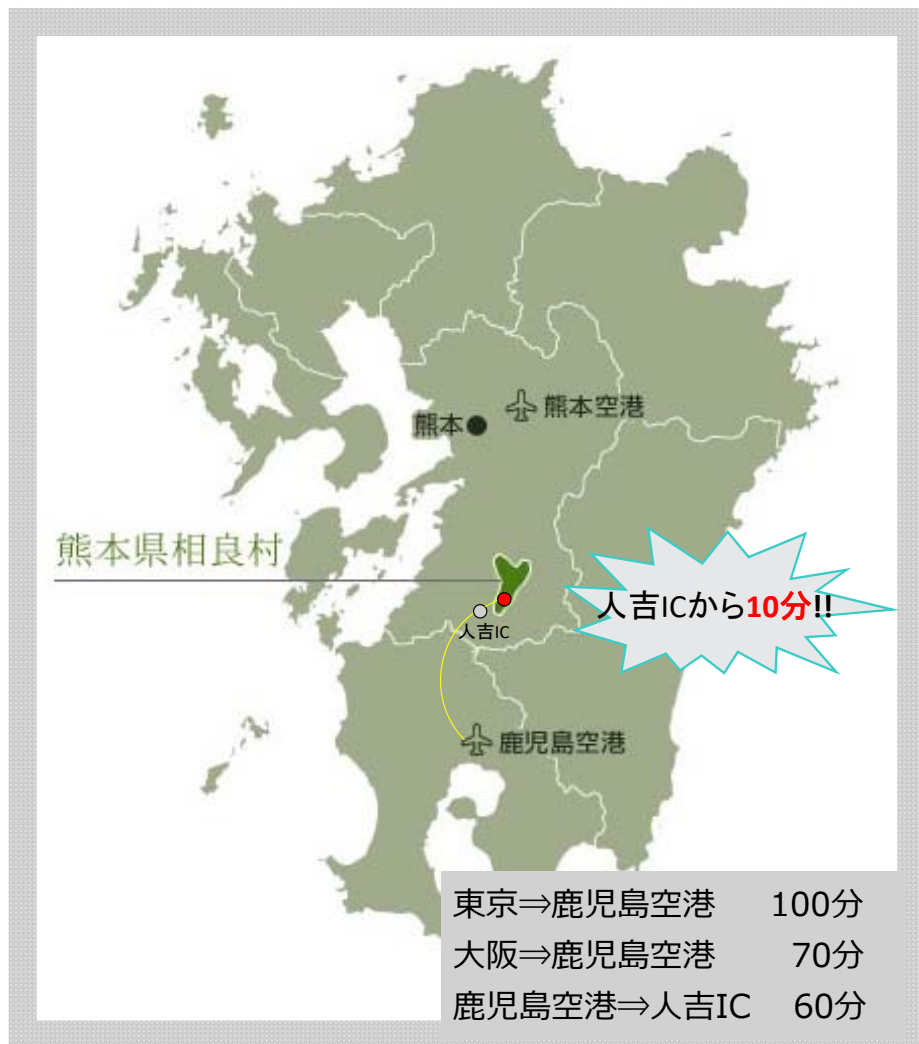 熊本空港
熊本
熊本県相良村
人吉ICから10分!!
人吉IC
鹿児島空港
東京⇒鹿児島空港 100分
大阪⇒鹿児島空港 70分
鹿児島空港⇒人吉IC 60分